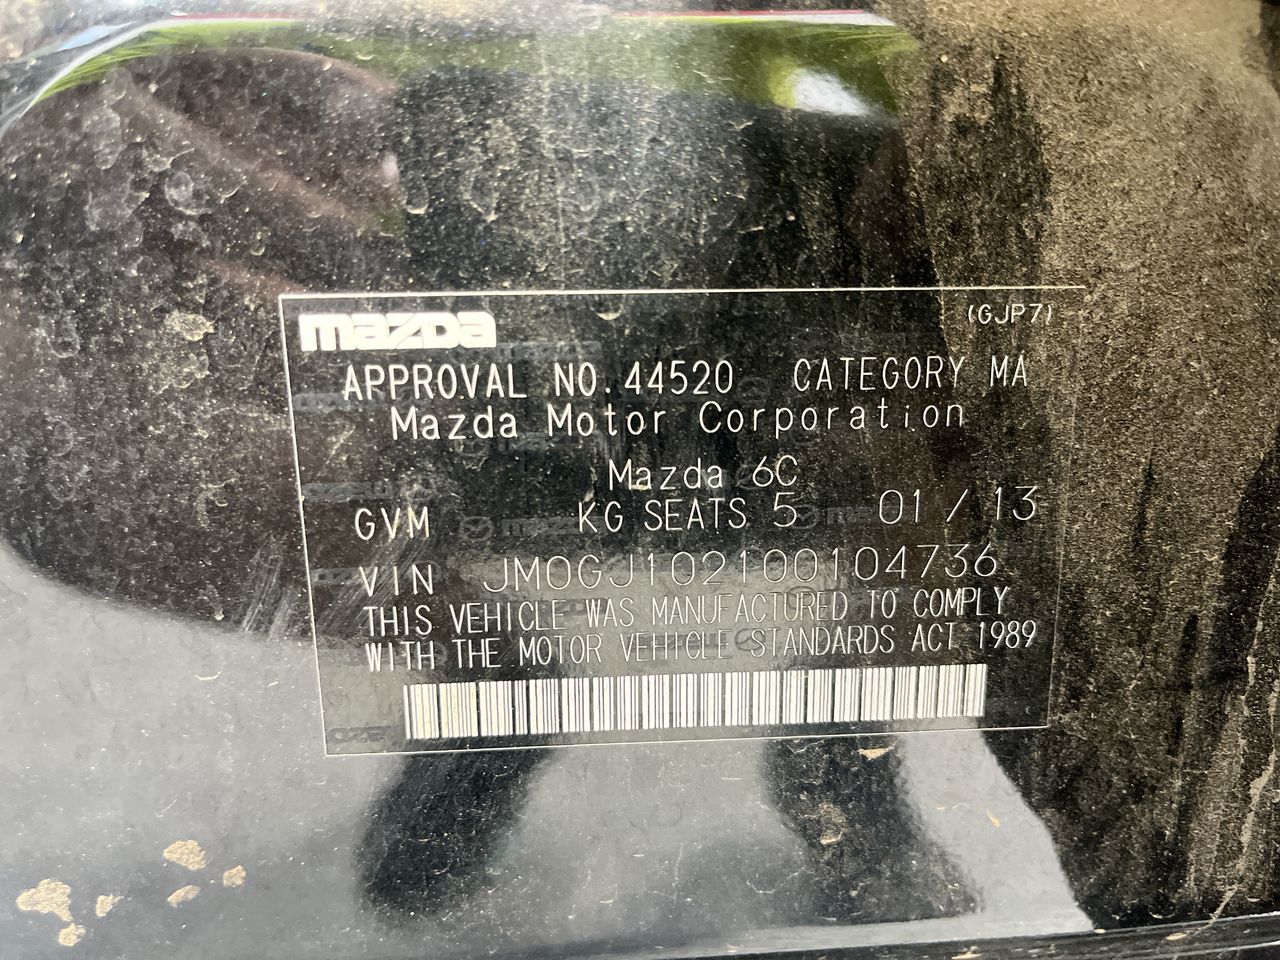 mazda (GJP7)
APPROVAL NO. 44520 CATEGORY MA
Mazda Motor Corporation
Mazda 6C
GVM KG SEATS 5 01 / 13
VIN JM0GJ102100104736
THIS VEHICLE WAS MANUFACTURED TO COMPLY
WITH THE MOTOR VEHICLE STANDARDS ACT 1989